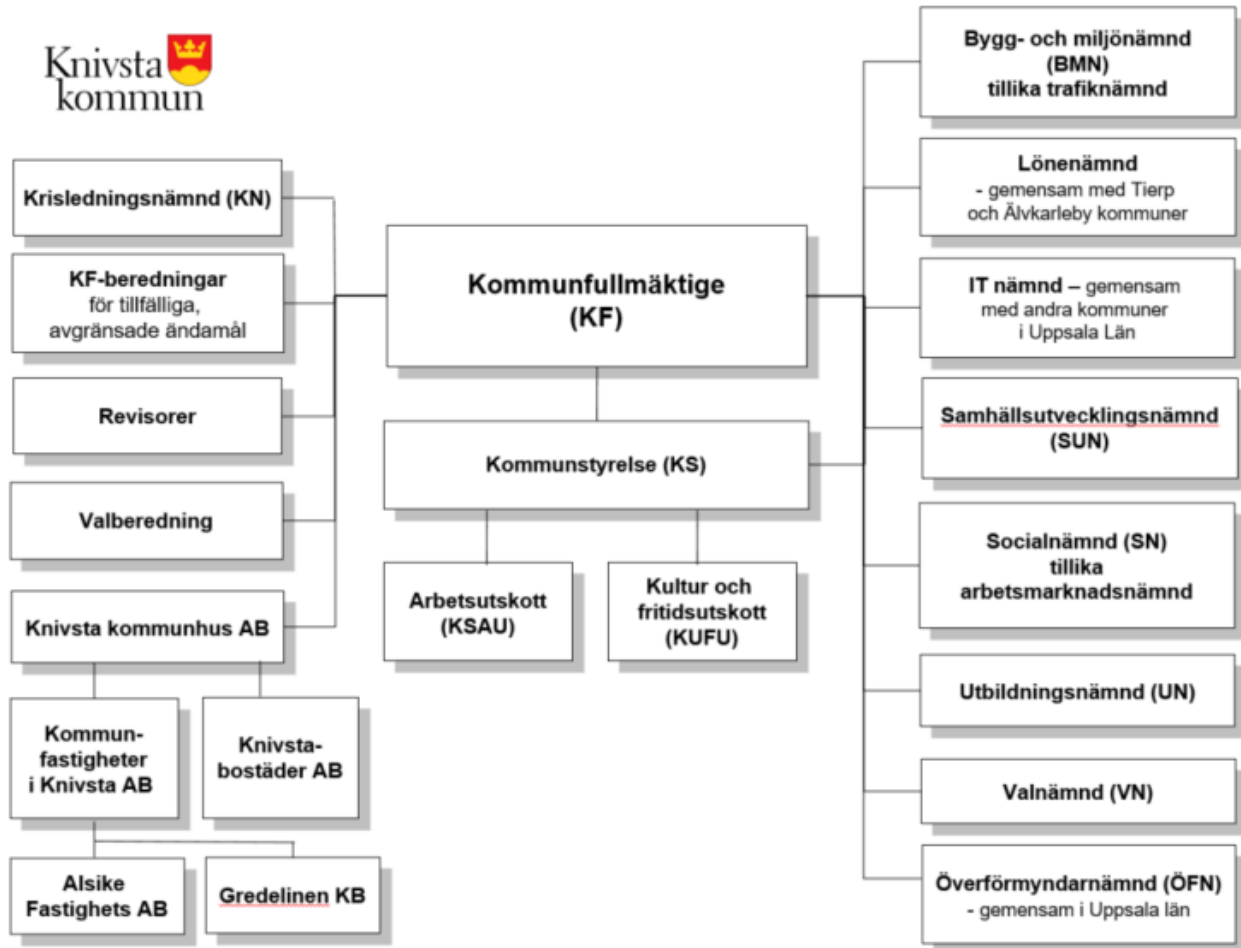 Knivsta
kommun
Krisledningsnämnd (KN)
KF-beredningar
för tillfälliga,
avgränsade ändamål
Revisorer
Valberedning
Knivsta kommunhus AB
Kommun-
fastigheter
i Knivsta AB
Knivsta-
bostäder AB
Alsike
Fastighets AB
Gredelinen KB
Kommunfullmäktige
(KF)
Kommunstyrelse (KS)
Arbetsutskott
(KSAU)
Kultur och
fritidsutskott
(KUFU)
Bygg- och miljönämnd
(BMN)
tillika trafiknämnd
Lönenämnd
- gemensam med Tierp
och Älvkarleby kommuner
IT nämnd – gemensam
med andra kommuner
i Uppsala Län
Samhällsutvecklingsnämnd
(SUN)
Socialnämnd (SN)
tillika
arbetsmarknadsnämnd
Utbildningsnämnd (UN)
Valnämnd (VN)
Överförmyndarnämnd (ÖFN)
- gemensam i Uppsala län